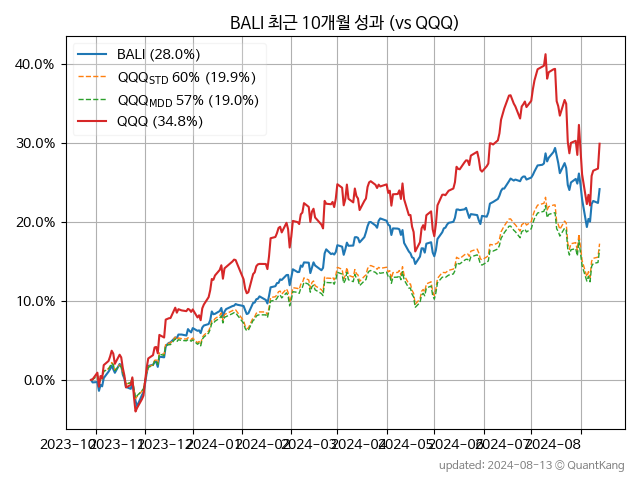 BALI 최근 10개월 성과 (vs QQQ)
BALI (28.0%)
QQQSTD 60% (19.9%)
QQQMDD 57% (19.0%)
QQQ (34.8%)
40.0%
30.0%
20.0%
10.0%
0.0%
2023-10 2023-11 2023-12 2024-01 2024-02 2024-03 2024-04 2024-05 2024-06 2024-07 2024-08
updated: 2024-08-13 © QuantKang